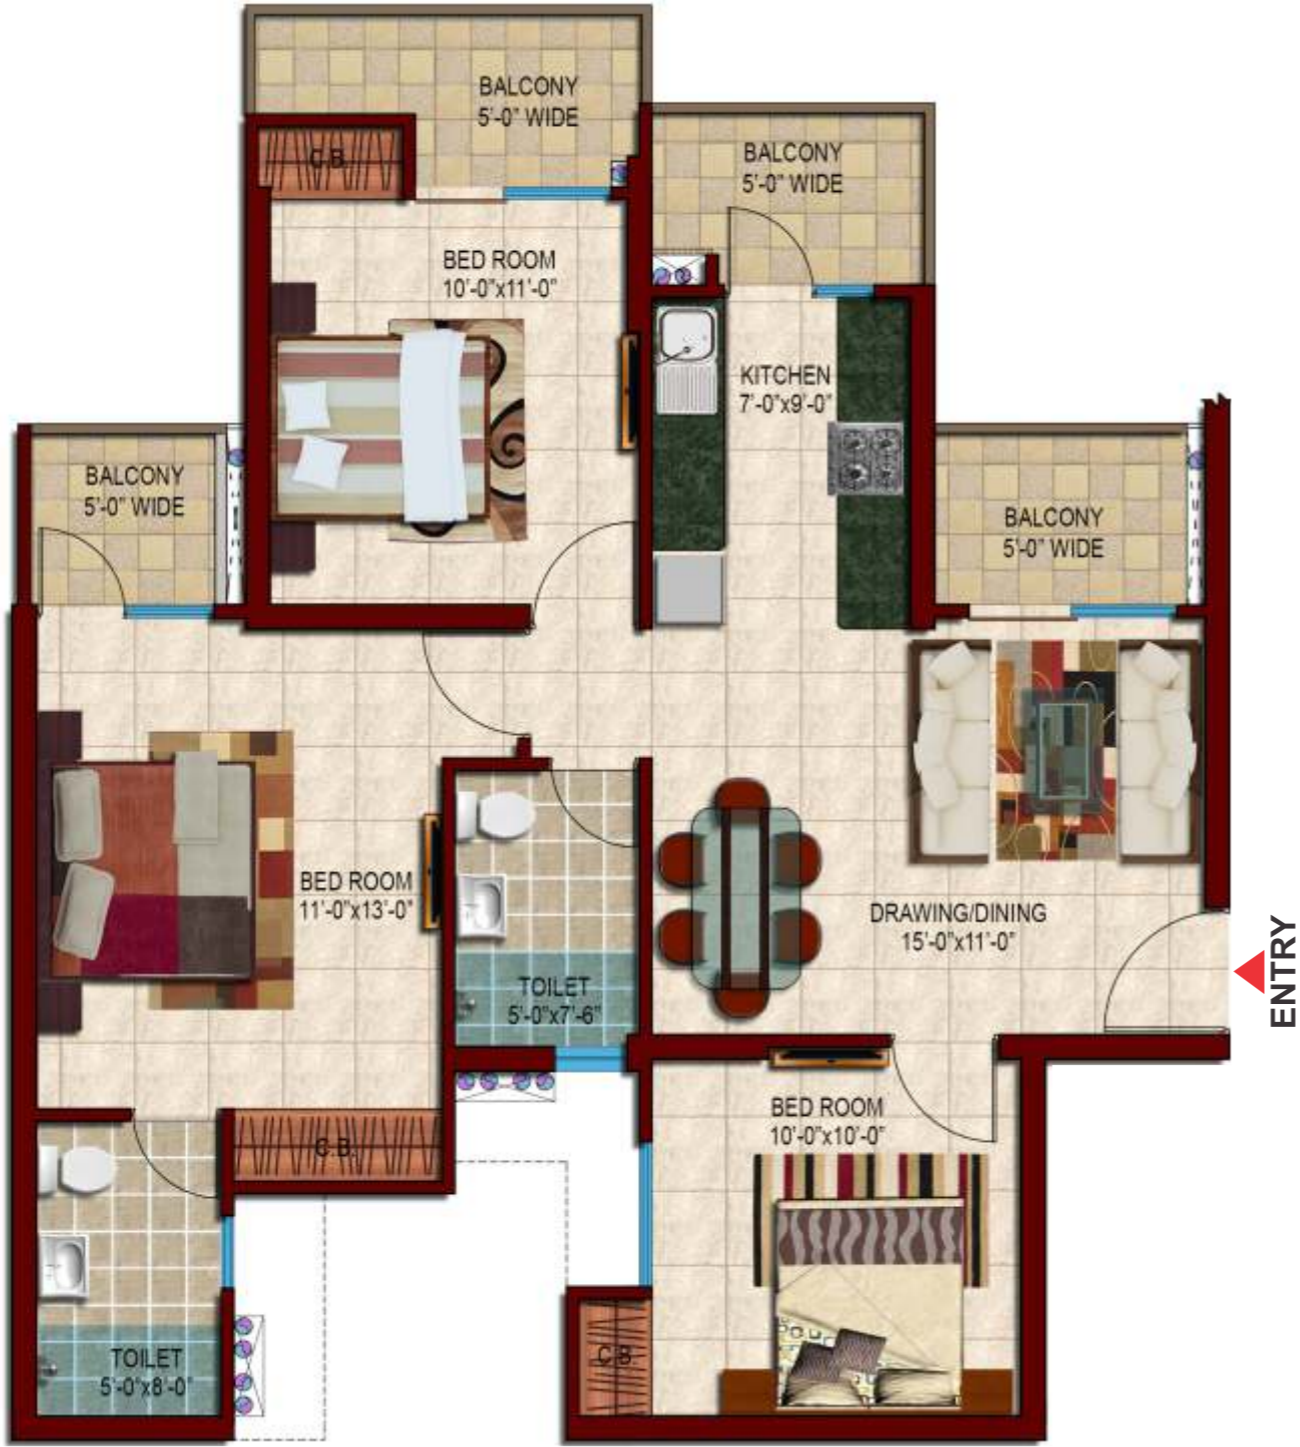 BALCONY
5'-0" WIDE
BALCONY
5'-0" WIDE
C.B.
BED ROOM
10'-0"x11'-0"
KITCHEN
7'-0"x9'-0"
BALCONY
5'-0" WIDE
BALCONY
5'-0" WIDE
BED ROOM
11'-0"x13'-0"
DRAWING/DINING
15'-0"x11'-0"
ENTRY
TOILET
5'-0"x7'-6"
BED ROOM
10'-0"x10'-0"
C.B.
TOILET
5'-0"x8'-0"
C.B